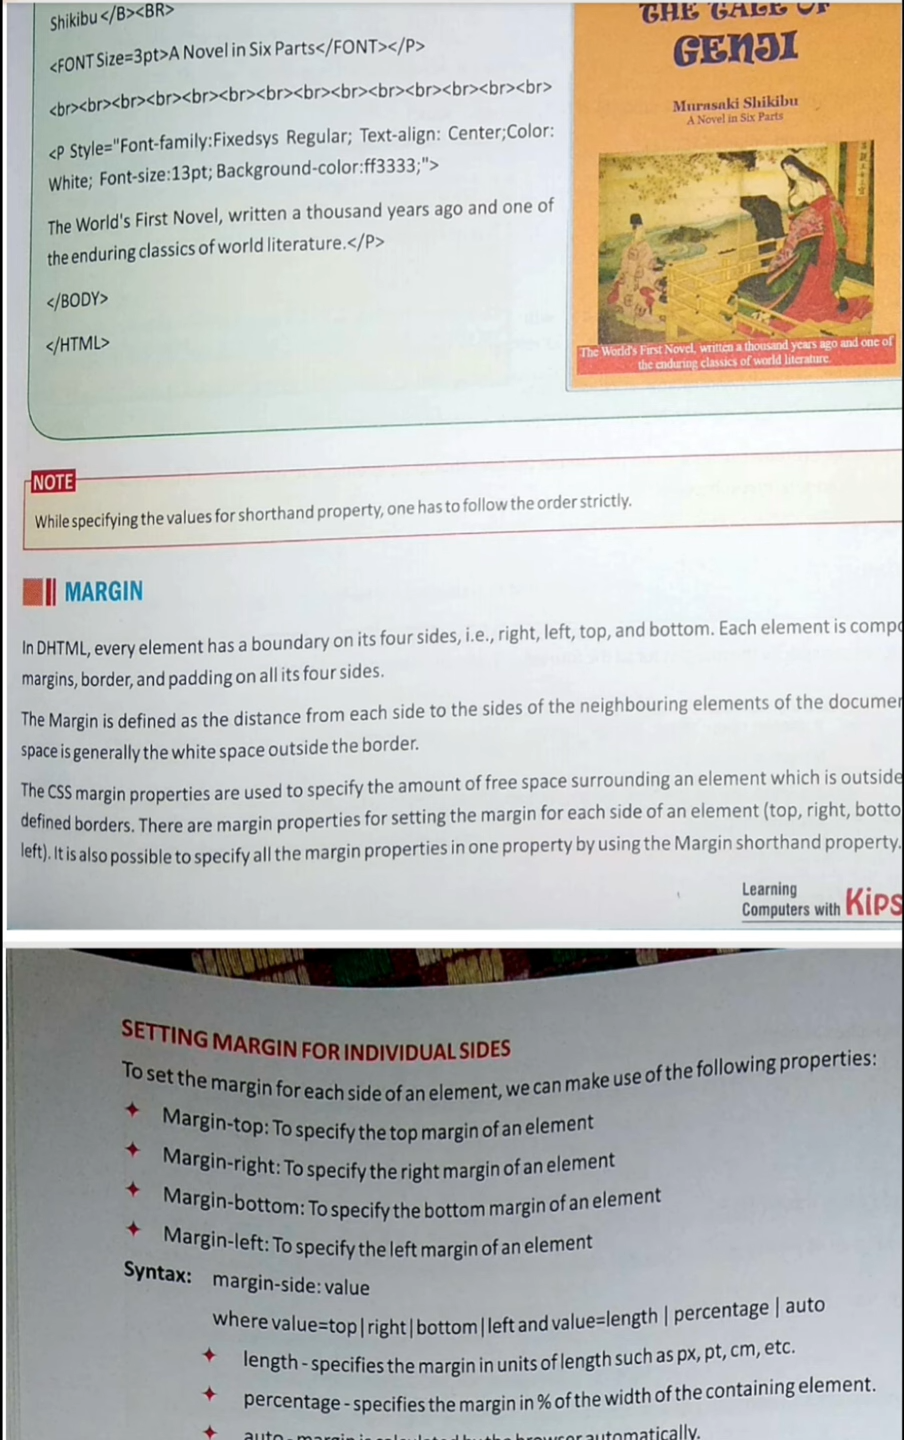 Shikibu </B><BR>
<FONT Size=3pt>A Novel in Six Parts</FONT></P>
<br><br><br><br><br><br><br><br><br><br><br><br><br><br>
<P Style="Font-family:Fixedsys Regular; Text-align: Center;Color:
White; Font-size:13pt; Background-color:ff3333;">
The World's First Novel, written a thousand years ago and one of
the enduring classics of world literature.</P>
</BODY>
</HTML>
THE TALE OF
GENJI
Murasaki Shikibu
A Novel in Six Parts
The World's First Novel, written a thousand years ago and one of
the enduring classics of world literature.
NOTE
While specifying the values for shorthand property, one has to follow the order strictly.
MARGIN
In DHTML, every element has a boundary on its four sides, i.e., right, left, top, and bottom. Each element is compo
margins, border, and padding on all its four sides.
The Margin is defined as the distance from each side to the sides of the neighbouring elements of the documen
space is generally the white space outside the border.
The CSS margin properties are used to specify the amount of free space surrounding an element which is outside
defined borders. There are margin properties for setting the margin for each side of an element (top, right, botto
left). It is also possible to specify all the margin properties in one property by using the Margin shorthand property.
Learning
Computers with Kips
SETTING MARGIN FOR INDIVIDUAL SIDES
To set the margin for each side of an element, we can make use of the following properties:
Margin-top: To specify the top margin of an element
Margin-right: To specify the right margin of an element
Margin-bottom: To specify the bottom margin of an element
Margin-left: To specify the left margin of an element
Syntax: margin-side: value
where value=top|right|bottom|left and value=length | percentage | auto
length - specifies the margin in units of length such as px, pt, cm, etc.
percentage - specifies the margin in % of the width of the containing element.
auto - margin is calculated by the browser automatically.